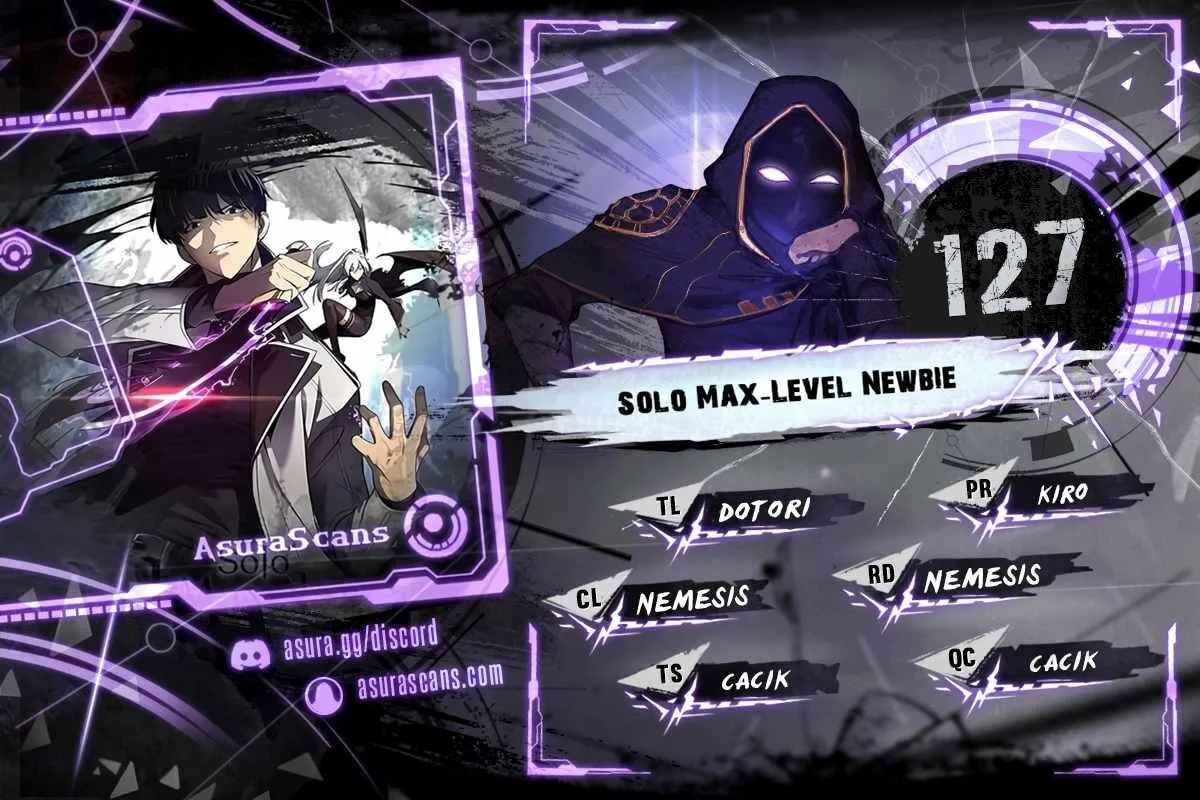 127
SOLO MAX-LEVEL NEWBIE
TL DOTORI
PR KIRO
CL NEMESIS
RD NEMESIS
TS CACIK
QC CACIK
AsuraScans
Solo
asura.gg/discord
asurascans.com